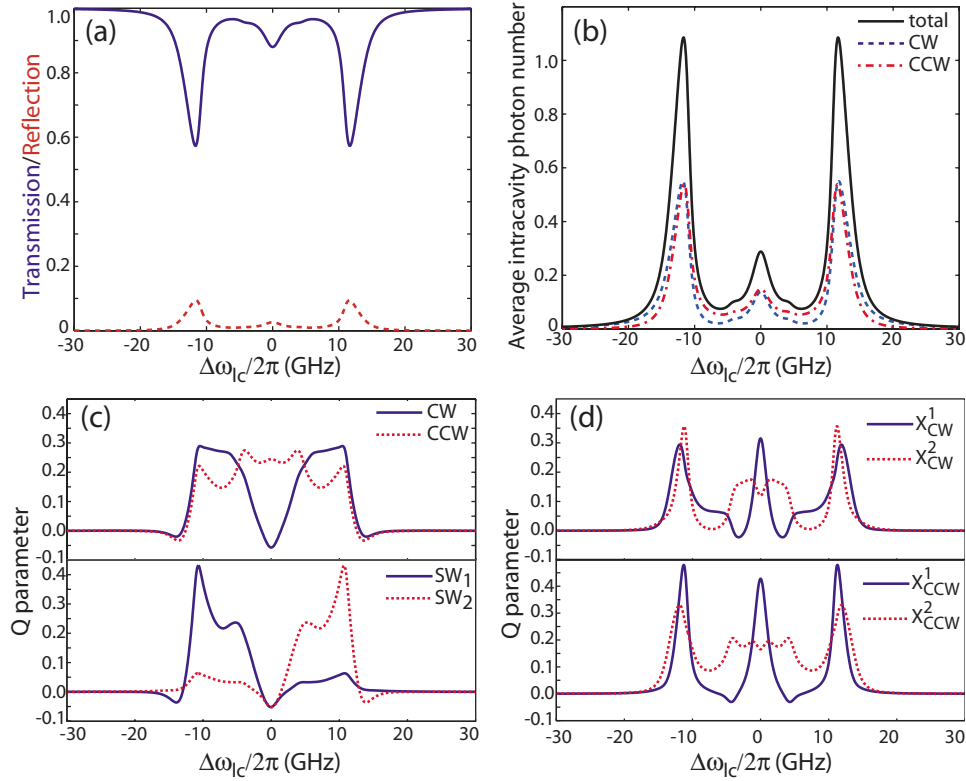 (a)
Transmission/Reflection
1.0
0.8
0.6
0.4
0.2
0
-30
-20
-10
0
10
20
30
Δω_lc/2π (GHz)
(b)
total
CW
CCW
Average intracavity photon number
1.0
0.8
0.6
0.4
0.2
0
-30
-20
-10
0
10
20
30
Δω_lc/2π (GHz)
(c)
CW
CCW
Q parameter
0.4
0.3
0.2
0.1
0.0
-0.1
SW₁
SW₂
0.4
0.3
0.2
0.1
0.0
-0.1
-30
-20
-10
0
10
20
30
Δω_lc/2π (GHz)
(d)
X¹_CW
X²_CW
Q parameter
0.4
0.3
0.2
0.1
0.0
-0.1
X¹_CCW
X²_CCW
0.4
0.3
0.2
0.1
0.0
-0.1
-30
-20
-10
0
10
20
30
Δω_lc/2π (GHz)